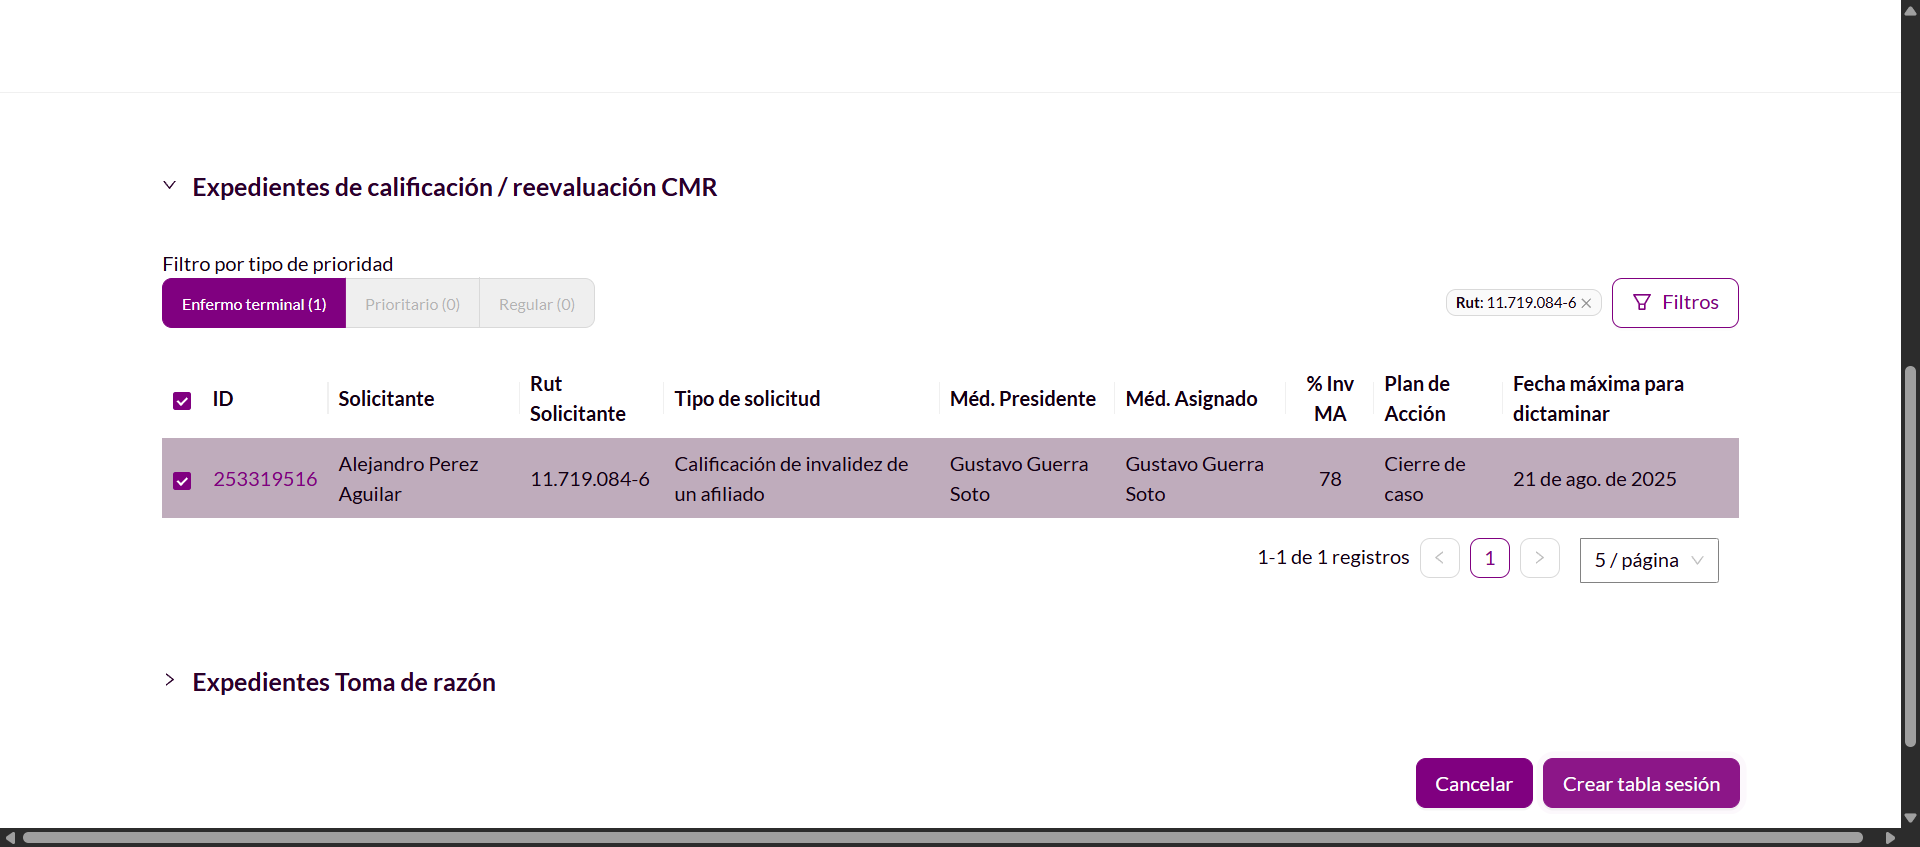 Expedientes de calificación / reevaluación CMR
Filtro por tipo de prioridad
Enfermo terminal (1) Prioritario (0) Regular (0)
Rut: 11.719.084-6
Filtros
ID Solicitante Rut Solicitante Tipo de solicitud Méd. Presidente Méd. Asignado % Inv MA Plan de Acción Fecha máxima para dictaminar
253319516 Alejandro Perez Aguilar 11.719.084-6 Calificación de invalidez de un afiliado Gustavo Guerra Soto Gustavo Guerra Soto 78 Cierre de caso 21 de ago. de 2025
1-1 de 1 registros < 1 > 5 / página
Expedientes Toma de razón
Cancelar Crear tabla sesión